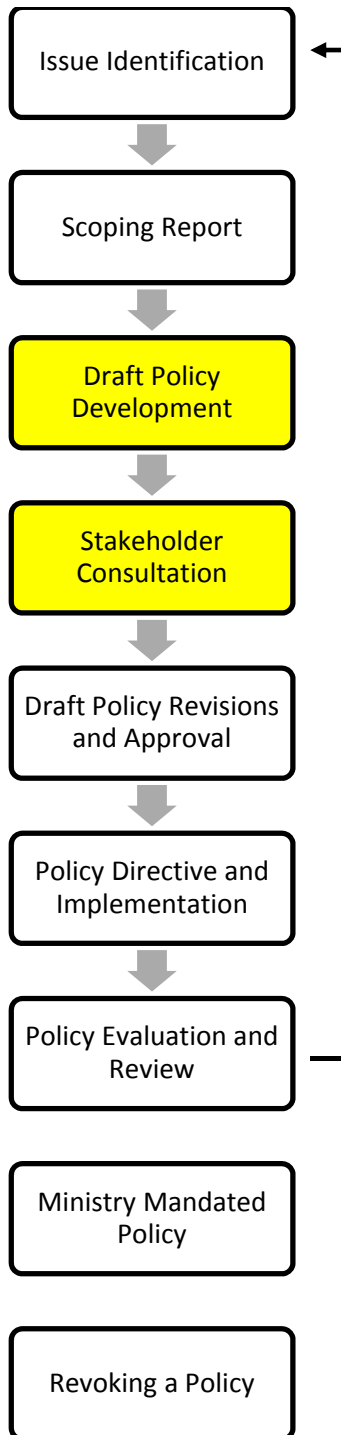 Issue Identification
Scoping Report
Draft Policy
Development
Stakeholder
Consultation
Draft Policy Revisions
and Approval
Policy Directive and
Implementation
Policy Evaluation and
Review
Ministry Mandated
Policy
Revoking a Policy